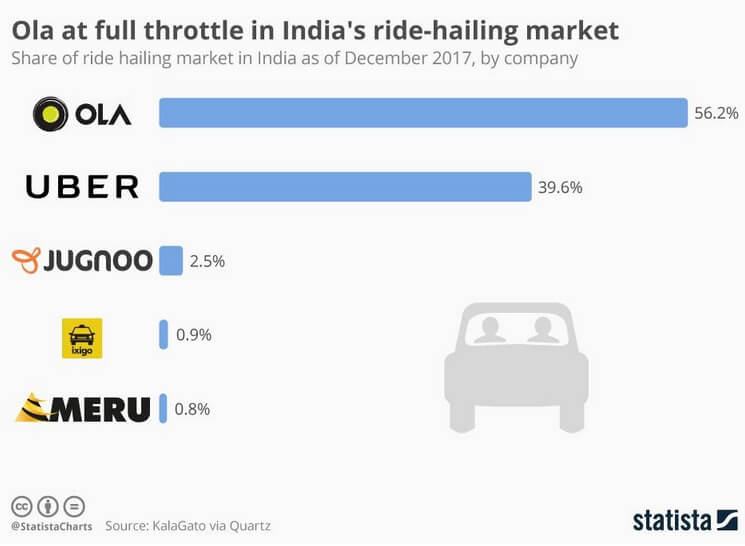 Ola at full throttle in India's ride-hailing market
Share of ride hailing market in India as of December 2017, by company
OLA
56.2%
UBER
39.6%
JUGNOO
2.5%
ixigo
0.9%
MERU
0.8%
cc
@StatistaCharts Source: KalaGato via Quartz
statista